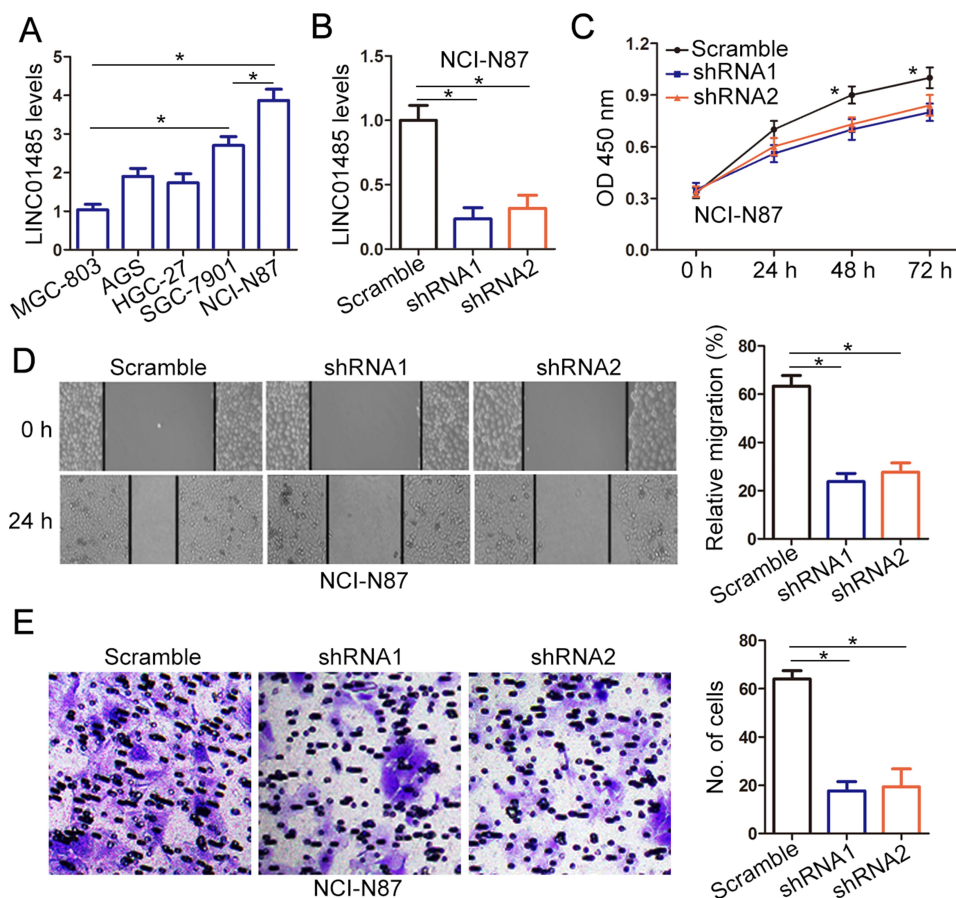 A
LINC01485 levels
5
4
3
2
1
0
*
*
*
MGC-803
AGS
HGC-27
SGC-7901
NCI-N87
B
NCI-N87
LINC01485 levels
1.5
1.0
0.5
0.0
*
*
Scramble
shRNA1
shRNA2
C
OD 450 nm
1.2
0.9
0.6
0.3
0.0
Scramble
shRNA1
shRNA2
*
*
NCI-N87
0 h
24 h
48 h
72 h
D
Scramble
shRNA1
shRNA2
0 h
24 h
NCI-N87
Relative migration (%)
80
60
40
20
0
*
*
Scramble
shRNA1
shRNA2
E
Scramble
shRNA1
shRNA2
NCI-N87
No. of cells
80
60
40
20
0
*
*
Scramble
shRNA1
shRNA2